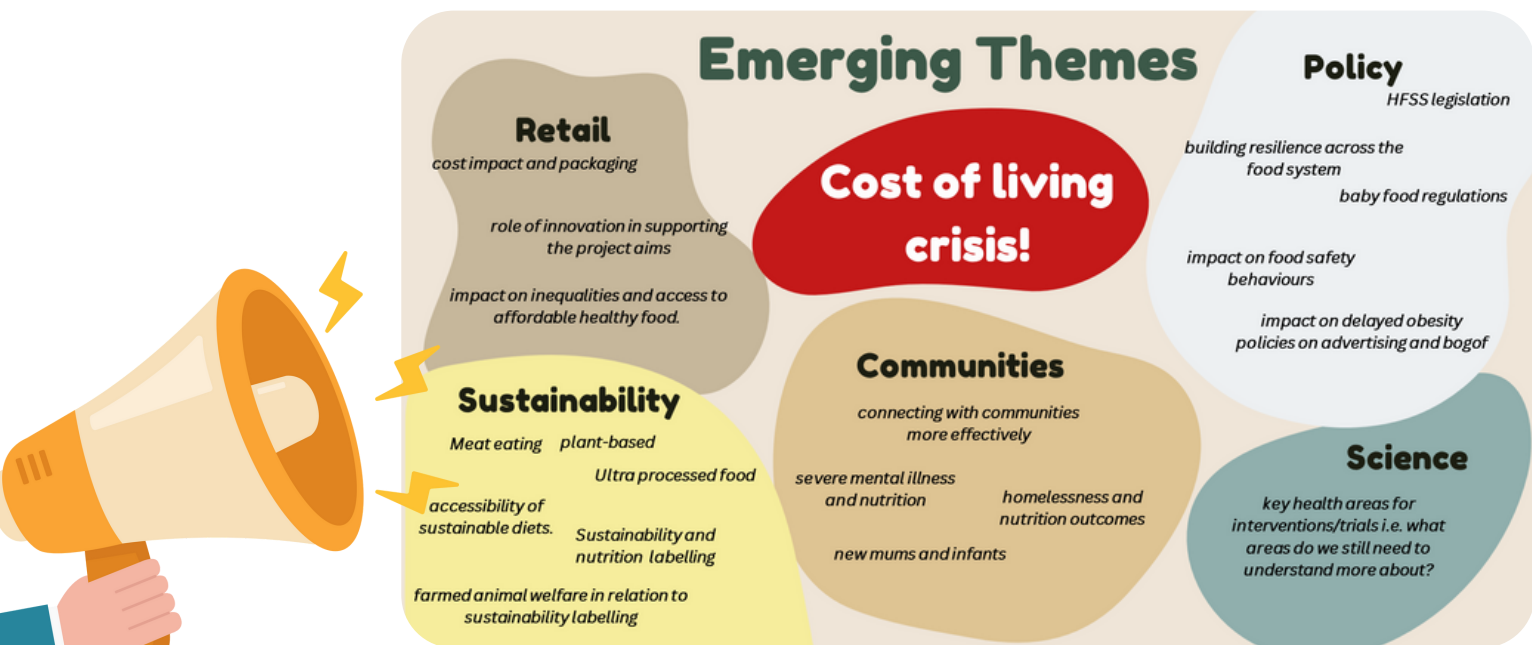 Emerging Themes
Retail
cost impact and packaging
role of innovation in supporting
the project aims
impact on inequalities and access to
affordable healthy food.
Cost of living
crisis!
Policy
HFSS legislation
building resilience across the
food system
baby food regulations
impact on food safety
behaviours
impact on delayed obesity
policies on advertising and bogof
Sustainability
Meat eating
plant-based
Ultra processed food
accessibility of
sustainable diets.
Sustainability and
nutrition labelling
farmed animal welfare in relation to
sustainability labelling
Communities
connecting with communities
more effectively
severe mental illness
and nutrition
homelessness and
nutrition outcomes
new mums and infants
Science
key health areas for
interventions/trials i.e. what
areas do we still need to
understand more about?